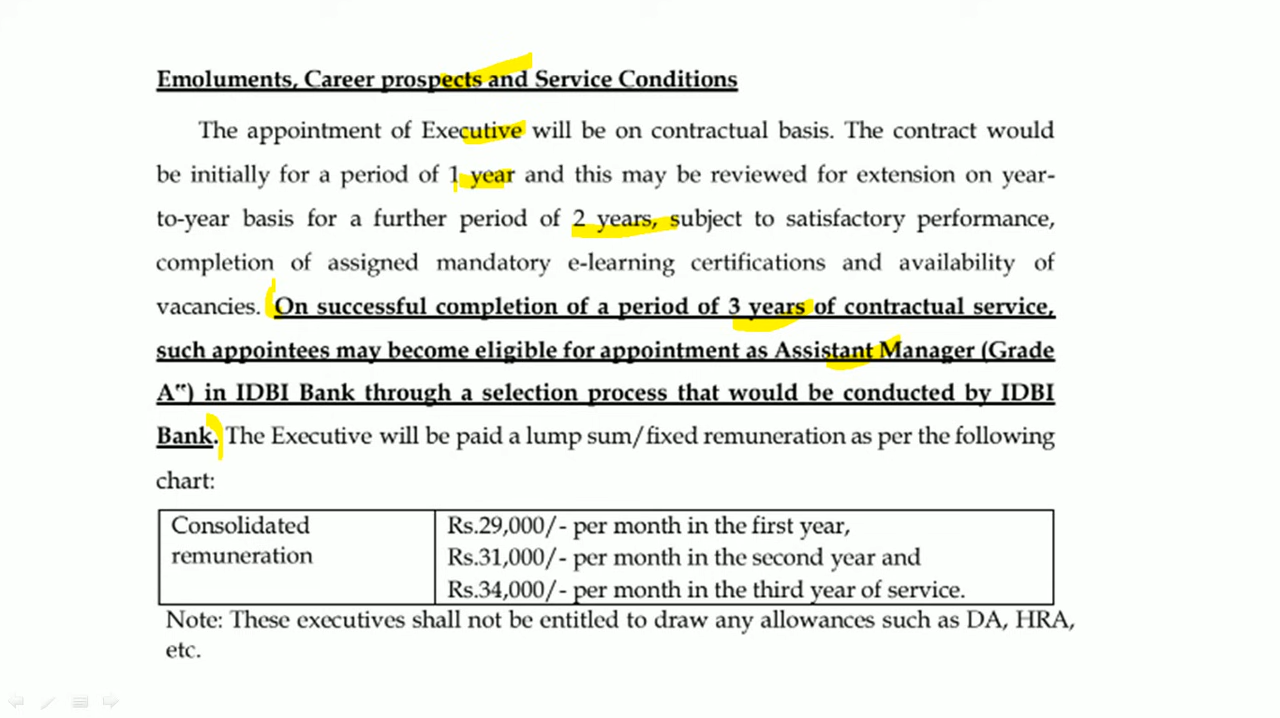 Emoluments, Career prospects and Service Conditions
The appointment of Executive will be on contractual basis. The contract would
be initially for a period of 1 year and this may be reviewed for extension on year-
to-year basis for a further period of 2 years, subject to satisfactory performance,
completion of assigned mandatory e-learning certifications and availability of
vacancies. On successful completion of a period of 3 years of contractual service,
such appointees may become eligible for appointment as Assistant Manager (Grade
A‟) in IDBI Bank through a selection process that would be conducted by IDBI
Bank. The Executive will be paid a lump sum/fixed remuneration as per the following
chart:
Consolidated
remuneration
Rs.29,000/- per month in the first year,
Rs.31,000/- per month in the second year and
Rs.34,000/- per month in the third year of service.
Note: These executives shall not be entitled to draw any allowances such as DA, HRA,
etc.